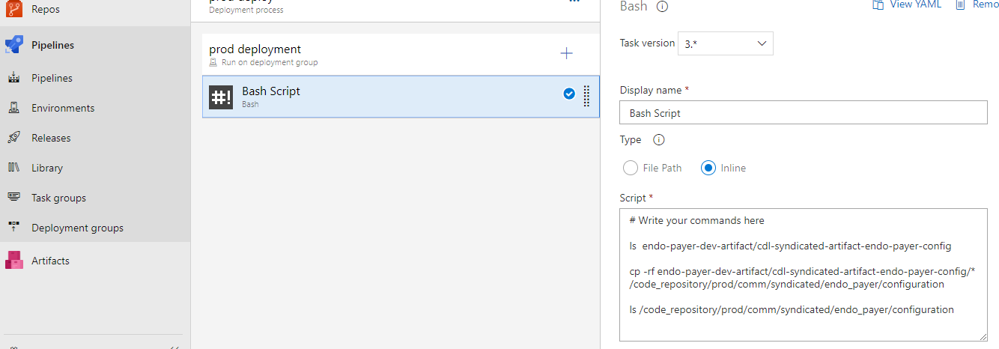 Repos
Pipelines
Pipelines
Environments
Releases
Library
Task groups
Deployment groups
Artifacts
prod deploy
Deployment process
...
prod deployment
Run on deployment group
#!
Bash Script
Bash
Bash
View YAML
Remo
Task version
3.*
Display name *
Bash Script
Type
File Path
Inline
Script *
# Write your commands here
ls  endo-payer-dev-artifact/cdl-syndicated-artifact-endo-payer-config
cp -rf endo-payer-dev-artifact/cdl-syndicated-artifact-endo-payer-config/*
/code_repository/prod/comm/syndicated/endo_payer/configuration
ls /code_repository/prod/comm/syndicated/endo_payer/configuration